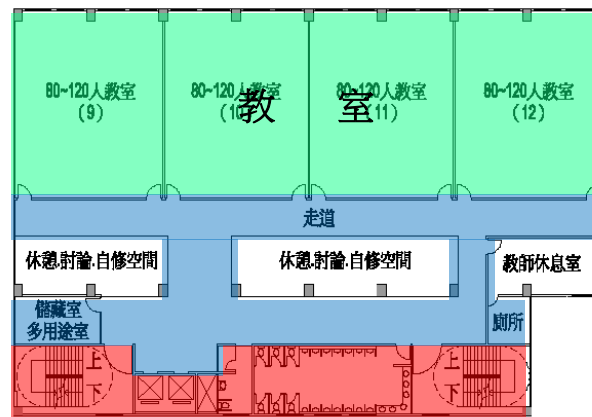 80~120人教室
(9)
80~120人教室
(10)
80~120人教室
(11)
80~120人教室
(12)
教 室
走道
休憩.討論.自修空間
休憩.討論.自修空間
教師休息室
儲藏室
多用途室
廁所
上
下
上
下